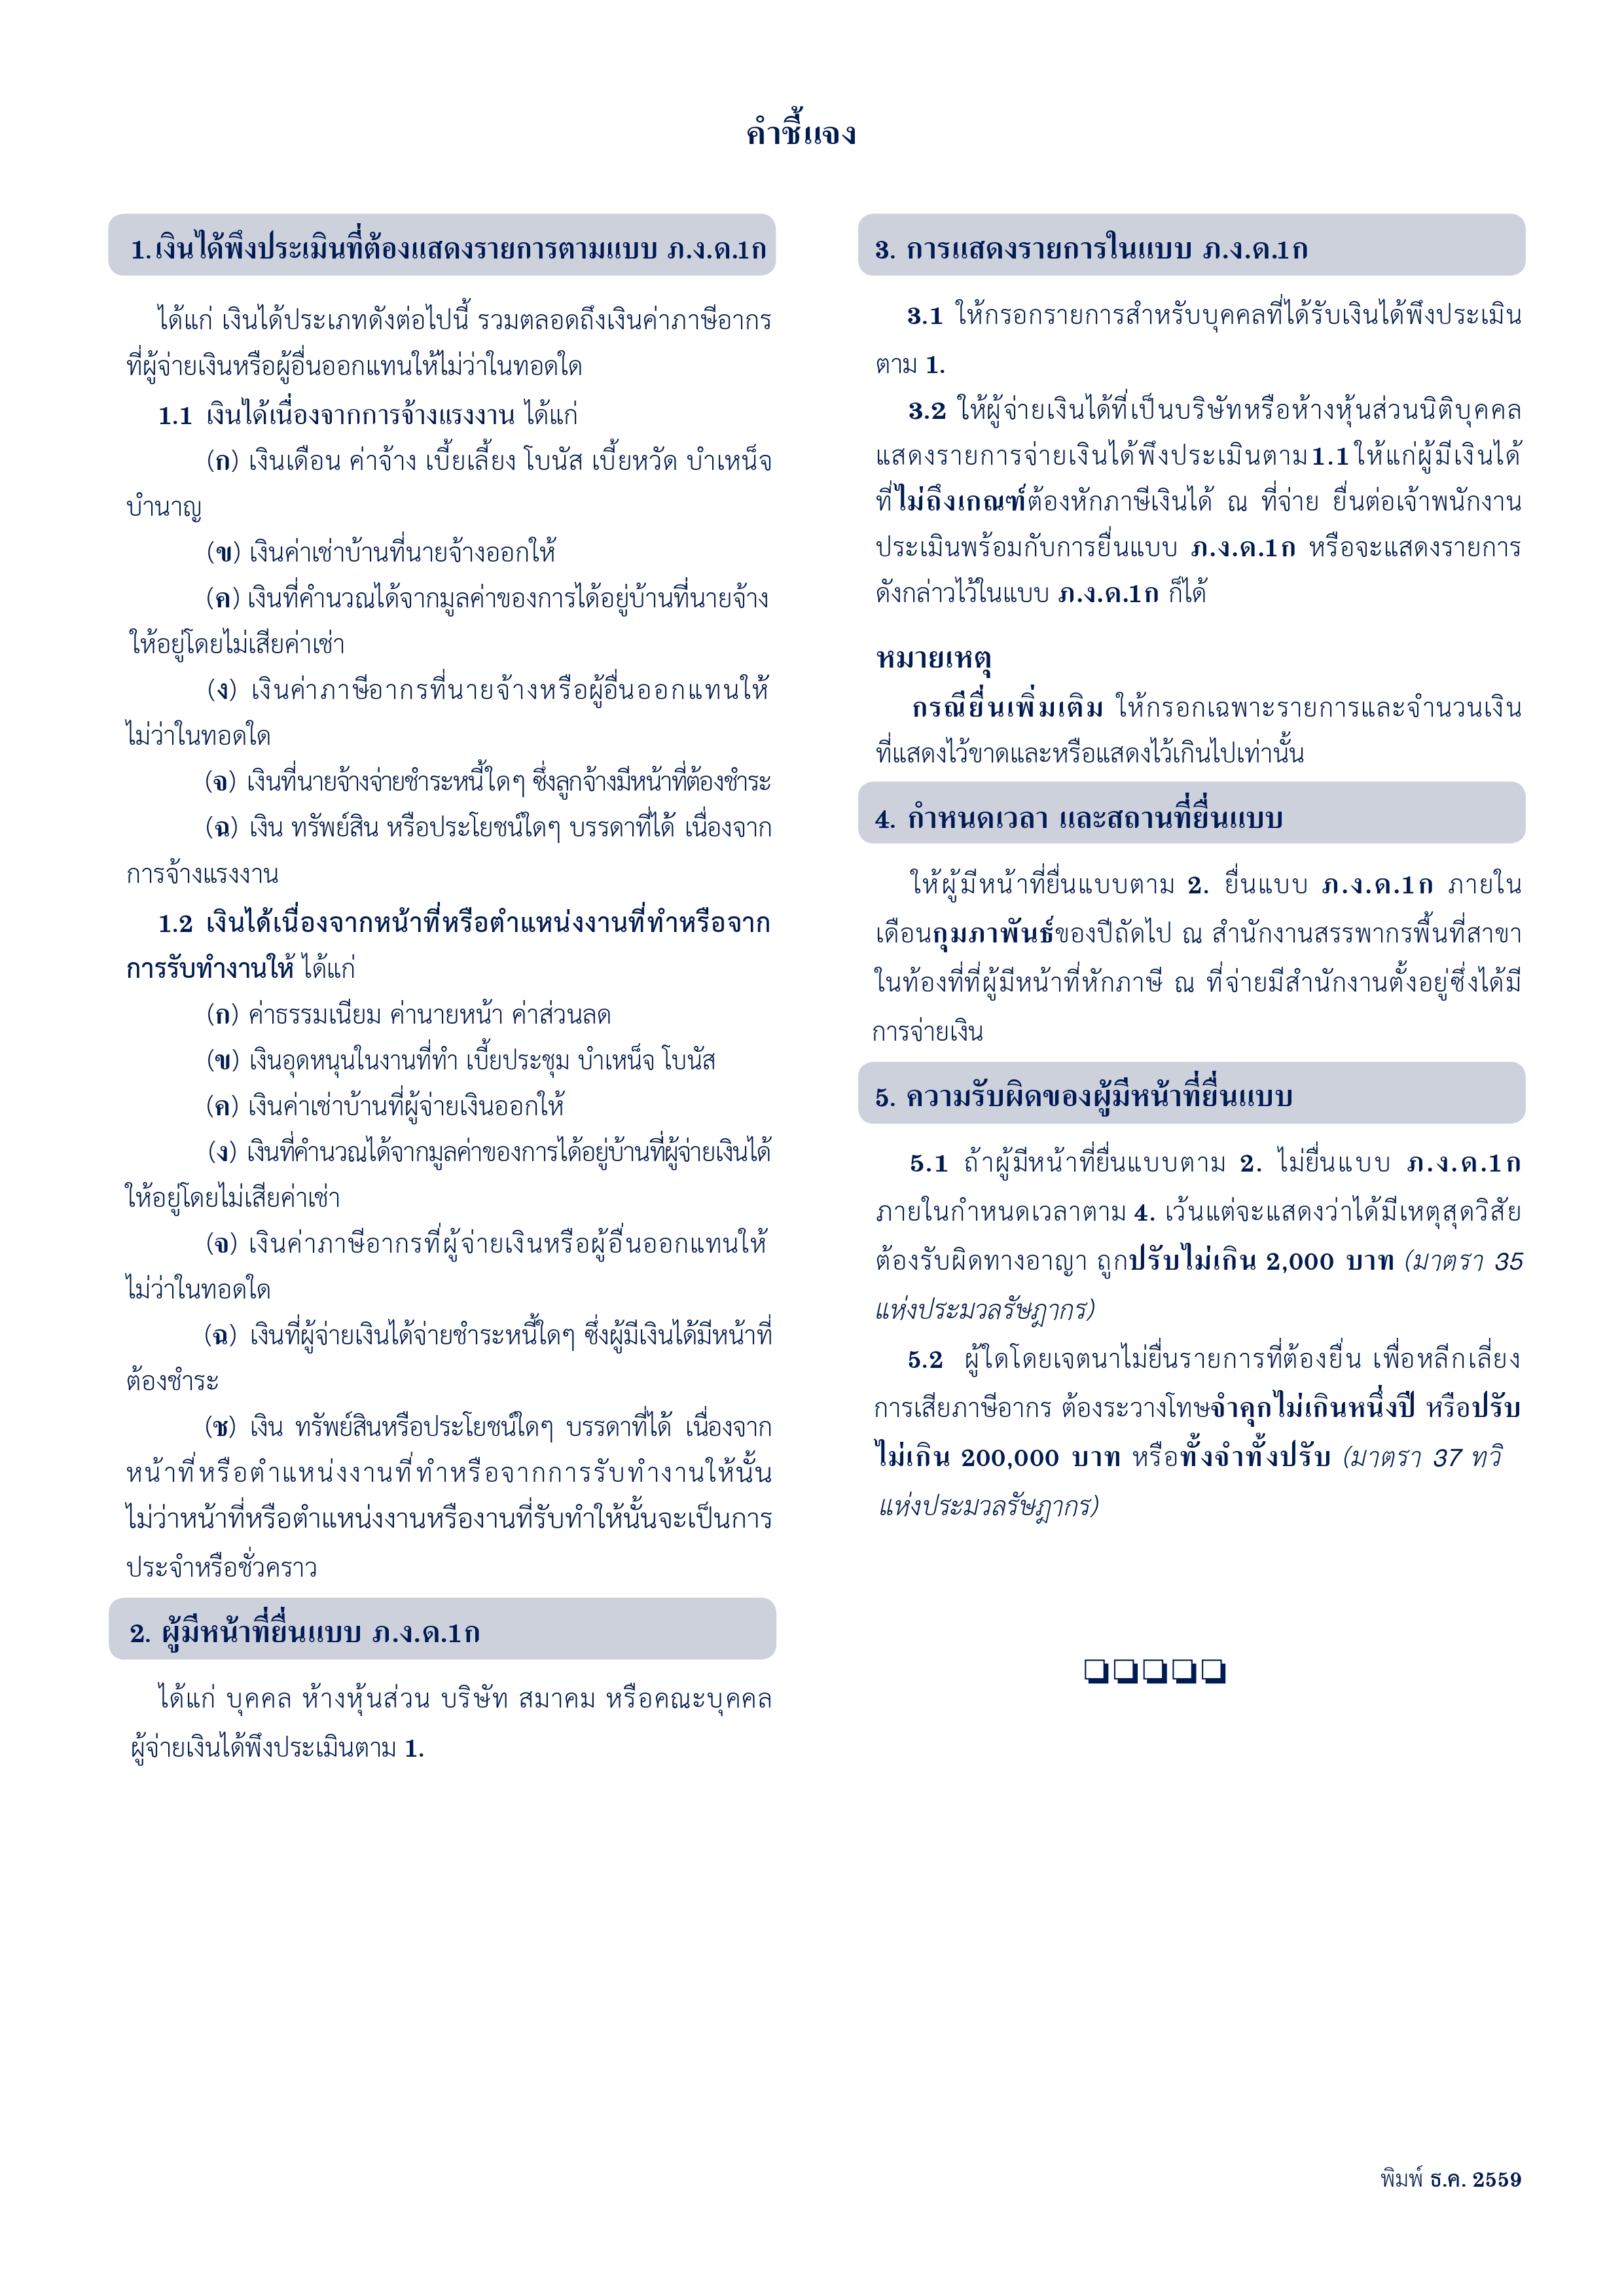 คำชี้แจง
1. เงินได้พึงประเมินที่ต้องแสดงรายการตามแบบ ภ.ง.ด.1ก
ได้แก่ เงินได้ประเภทดังต่อไปนี้ รวมตลอดถึงเงินค่าภาษีอากร
ที่ผู้จ่ายเงินหรือผู้อื่นออกแทนให้ไม่ว่าในทอดใด
1.1 เงินได้เนื่องจากการจ้างแรงงาน ได้แก่
(ก) เงินเดือน ค่าจ้าง เบี้ยเลี้ยง โบนัส เบี้ยหวัด บำเหน็จ
บำนาญ
(ข) เงินค่าเช่าบ้านที่นายจ้างออกให้
(ค) เงินที่คำนวณได้จากมูลค่าของการได้อยู่บ้านที่นายจ้าง
ให้อยู่โดยไม่เสียค่าเช่า
(ง) เงินค่าภาษีอากรที่นายจ้างหรือผู้อื่นออกแทนให้
ไม่ว่าในทอดใด
(จ) เงินที่นายจ้างจ่ายชำระหนี้ใดๆ ซึ่งลูกจ้างมีหน้าที่ต้องชำระ
(ฉ) เงิน ทรัพย์สิน หรือประโยชน์ใดๆ บรรดาที่ได้ เนื่องจาก
การจ้างแรงงาน
1.2 เงินได้เนื่องจากหน้าที่หรือตำแหน่งงานที่ทำหรือจาก
การรับทำงานให้ ได้แก่
(ก) ค่าธรรมเนียม ค่านายหน้า ค่าส่วนลด
(ข) เงินอุดหนุนในงานที่ทำ เบี้ยประชุม บำเหน็จ โบนัส
(ค) เงินค่าเช่าบ้านที่ผู้จ่ายเงินออกให้
(ง) เงินที่คำนวณได้จากมูลค่าของการได้อยู่บ้านที่ผู้จ่ายเงินได้
ให้อยู่โดยไม่เสียค่าเช่า
(จ) เงินค่าภาษีอากรที่ผู้จ่ายเงินหรือผู้อื่นออกแทนให้
ไม่ว่าในทอดใด
(ฉ) เงินที่ผู้จ่ายเงินได้จ่ายชำระหนี้ใดๆ ซึ่งผู้มีเงินได้มีหน้าที่
ต้องชำระ
(ช) เงิน ทรัพย์สินหรือประโยชน์ใดๆ บรรดาที่ได้ เนื่องจาก
หน้าที่หรือตำแหน่งงานที่ทำหรือจากการรับทำงานให้นั้น
ไม่ว่าหน้าที่หรือตำแหน่งงานหรืองานที่รับทำให้นั้นจะเป็นการ
ประจำหรือชั่วคราว
2. ผู้มีหน้าที่ยื่นแบบ ภ.ง.ด.1ก
ได้แก่ บุคคล ห้างหุ้นส่วน บริษัท สมาคม หรือคณะบุคคล
ผู้จ่ายเงินได้พึงประเมินตาม 1.
3. การแสดงรายการในแบบ ภ.ง.ด.1ก
3.1 ให้กรอกรายการสำหรับบุคคลที่ได้รับเงินได้พึงประเมิน
ตาม 1.
3.2 ให้ผู้จ่ายเงินได้ที่เป็นบริษัทหรือห้างหุ้นส่วนนิติบุคคล
แสดงรายการจ่ายเงินได้พึงประเมินตาม 1.1 ให้แก่ผู้มีเงินได้
ที่ไม่ถึงเกณฑ์ต้องหักภาษีเงินได้ ณ ที่จ่าย ยื่นต่อเจ้าพนักงาน
ประเมินพร้อมกับการยื่นแบบ ภ.ง.ด.1ก หรือจะแสดงรายการ
ดังกล่าวไว้ในแบบ ภ.ง.ด.1ก ก็ได้
หมายเหตุ
กรณียื่นเพิ่มเติม ให้กรอกเฉพาะรายการและจำนวนเงิน
ที่แสดงไว้ขาดและหรือแสดงไว้เกินไปเท่านั้น
4. กำหนดเวลา และสถานที่ยื่นแบบ
ให้ผู้มีหน้าที่ยื่นแบบตาม 2. ยื่นแบบ ภ.ง.ด.1ก ภายใน
เดือนกุมภาพันธ์ของปีถัดไป ณ สำนักงานสรรพากรพื้นที่สาขา
ในท้องที่ที่ผู้มีหน้าที่หักภาษี ณ ที่จ่ายมีสำนักงานตั้งอยู่ซึ่งได้มี
การจ่ายเงิน
5. ความรับผิดของผู้มีหน้าที่ยื่นแบบ
5.1 ถ้าผู้มีหน้าที่ยื่นแบบตาม 2. ไม่ยื่นแบบ ภ.ง.ด.1ก
ภายในกำหนดเวลาตาม 4. เว้นแต่จะแสดงว่าได้มีเหตุสุดวิสัย
ต้องรับผิดทางอาญา ถูกปรับไม่เกิน 2,000 บาท (มาตรา 35
แห่งประมวลรัษฎากร)
5.2 ผู้ใดโดยเจตนาไม่ยื่นรายการที่ต้องยื่น เพื่อหลีกเลี่ยง
การเสียภาษีอากร ต้องระวางโทษจำคุกไม่เกินหนึ่งปี หรือปรับ
ไม่เกิน 200,000 บาท หรือทั้งจำทั้งปรับ (มาตรา 37 ทวิ
แห่งประมวลรัษฎากร)
❏❏❏❏❏
พิมพ์ ธ.ค. 2559